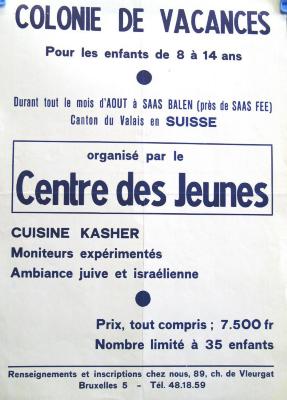 COLONIE DE VACANCES
Pour les enfants de 8 à 14 ans
Durant tout le mois d'AOUT à SAAS BALEN (près de SAAS FEE)
Canton du Valais en SUISSE
organisé par le
Centre des Jeunes
CUISINE KASHER
Moniteurs expérimentés
Ambiance juive et israélienne
Prix, tout compris ; 7.500 fr
Nombre limité à 35 enfants
Renseignements et inscriptions chez nous, 89, ch. de Vleurgat
Bruxelles 5 - Tél. 48.18.59